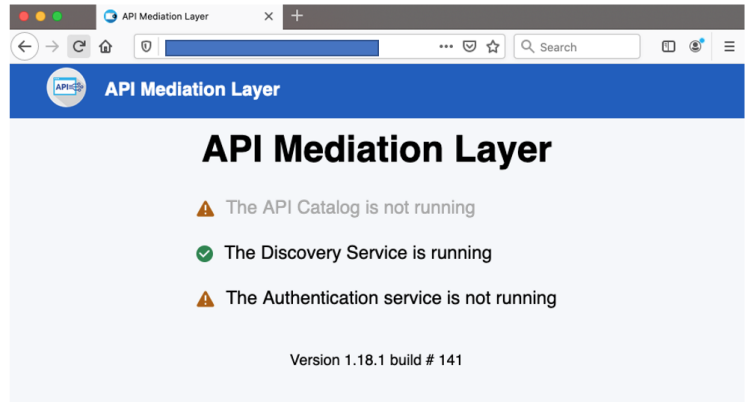 API Mediation Layer
Search
API
API Mediation Layer
API Mediation Layer
The API Catalog is not running
The Discovery Service is running
The Authentication service is not running
Version 1.18.1 build # 141